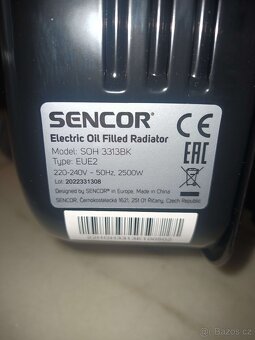 SENCOR®
Electric Oil Filled Radiator
Model: SOH 3313BK
Type: EUE2
220-240V ~ 50Hz, 2500W
Lot: 2022331308
Designed by SENCOR® in Europe, Made in China
SENCOR, Černokostelecká 1621, 251 01 Říčany, Czech Republic
CE
EAC
Bazoš.cz